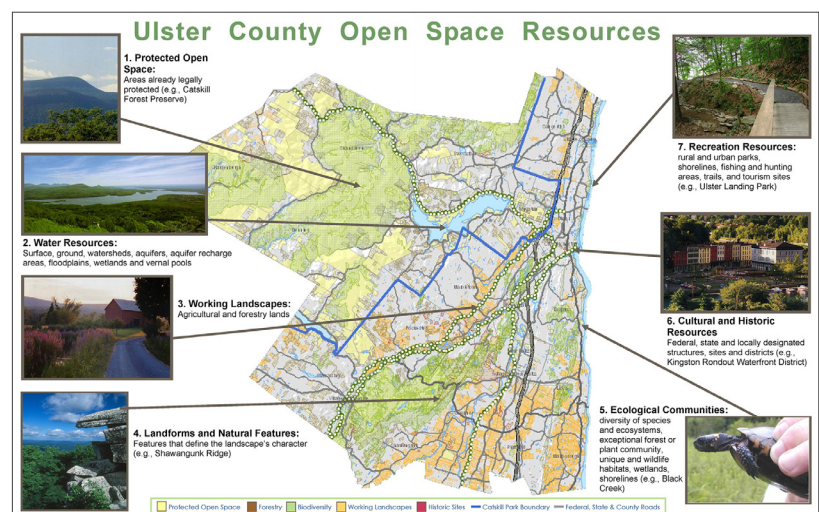 Ulster County Open Space Resources
1. Protected Open
Space:
Areas already legally
protected (e.g., Catskill
Forest Preserve)
2. Water Resources:
Surface, ground, watersheds, aquifers, aquifer recharge
areas, floodplains, wetlands and vernal pools
3. Working Landscapes:
Agricultural and forestry lands
4. Landforms and Natural Features:
Features that define the landscape's character
(e.g., Shawangunk Ridge)
7. Recreation Resources:
rural and urban parks,
shorelines, fishing and hunting
areas, trails, and tourism sites
(e.g., Ulster Landing Park)
6. Cultural and Historic
Resources
Federal, state and locally designated
structures, sites and districts (e.g.,
Kingston Rondout Waterfront District)
5. Ecological Communities:
diversity of species
and ecosystems,
exceptional forest or
plant community,
unique and wildlife
habitats, wetlands,
shorelines (e.g., Black
Creek)
Protected Open Space Forestry Biodiversity Working Landscapes Historic Sites Catskill Park Boundary Federal, State & County Roads